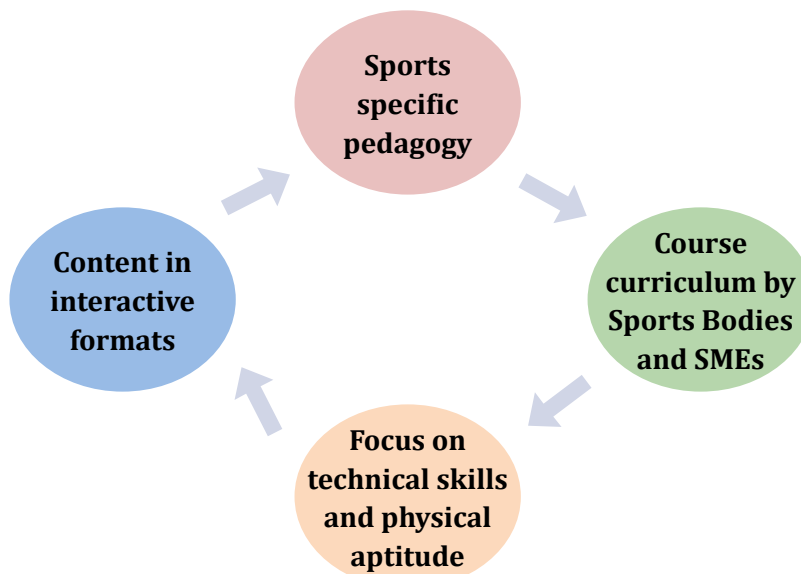 Sports
specific
pedagogy
Course
curriculum by
Sports Bodies
and SMEs
Focus on
technical skills
and physical
aptitude
Content in
interactive
formats